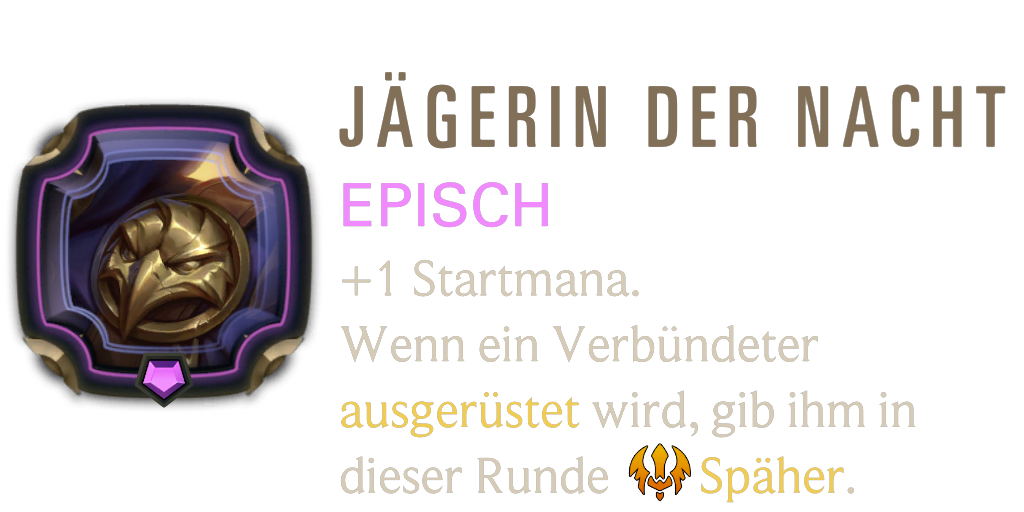 JÄGERIN DER NACHT
EPISCH
+1 Startmana.
Wenn ein Verbündeter
ausgerüstet wird, gib ihm in
dieser Runde Späher.